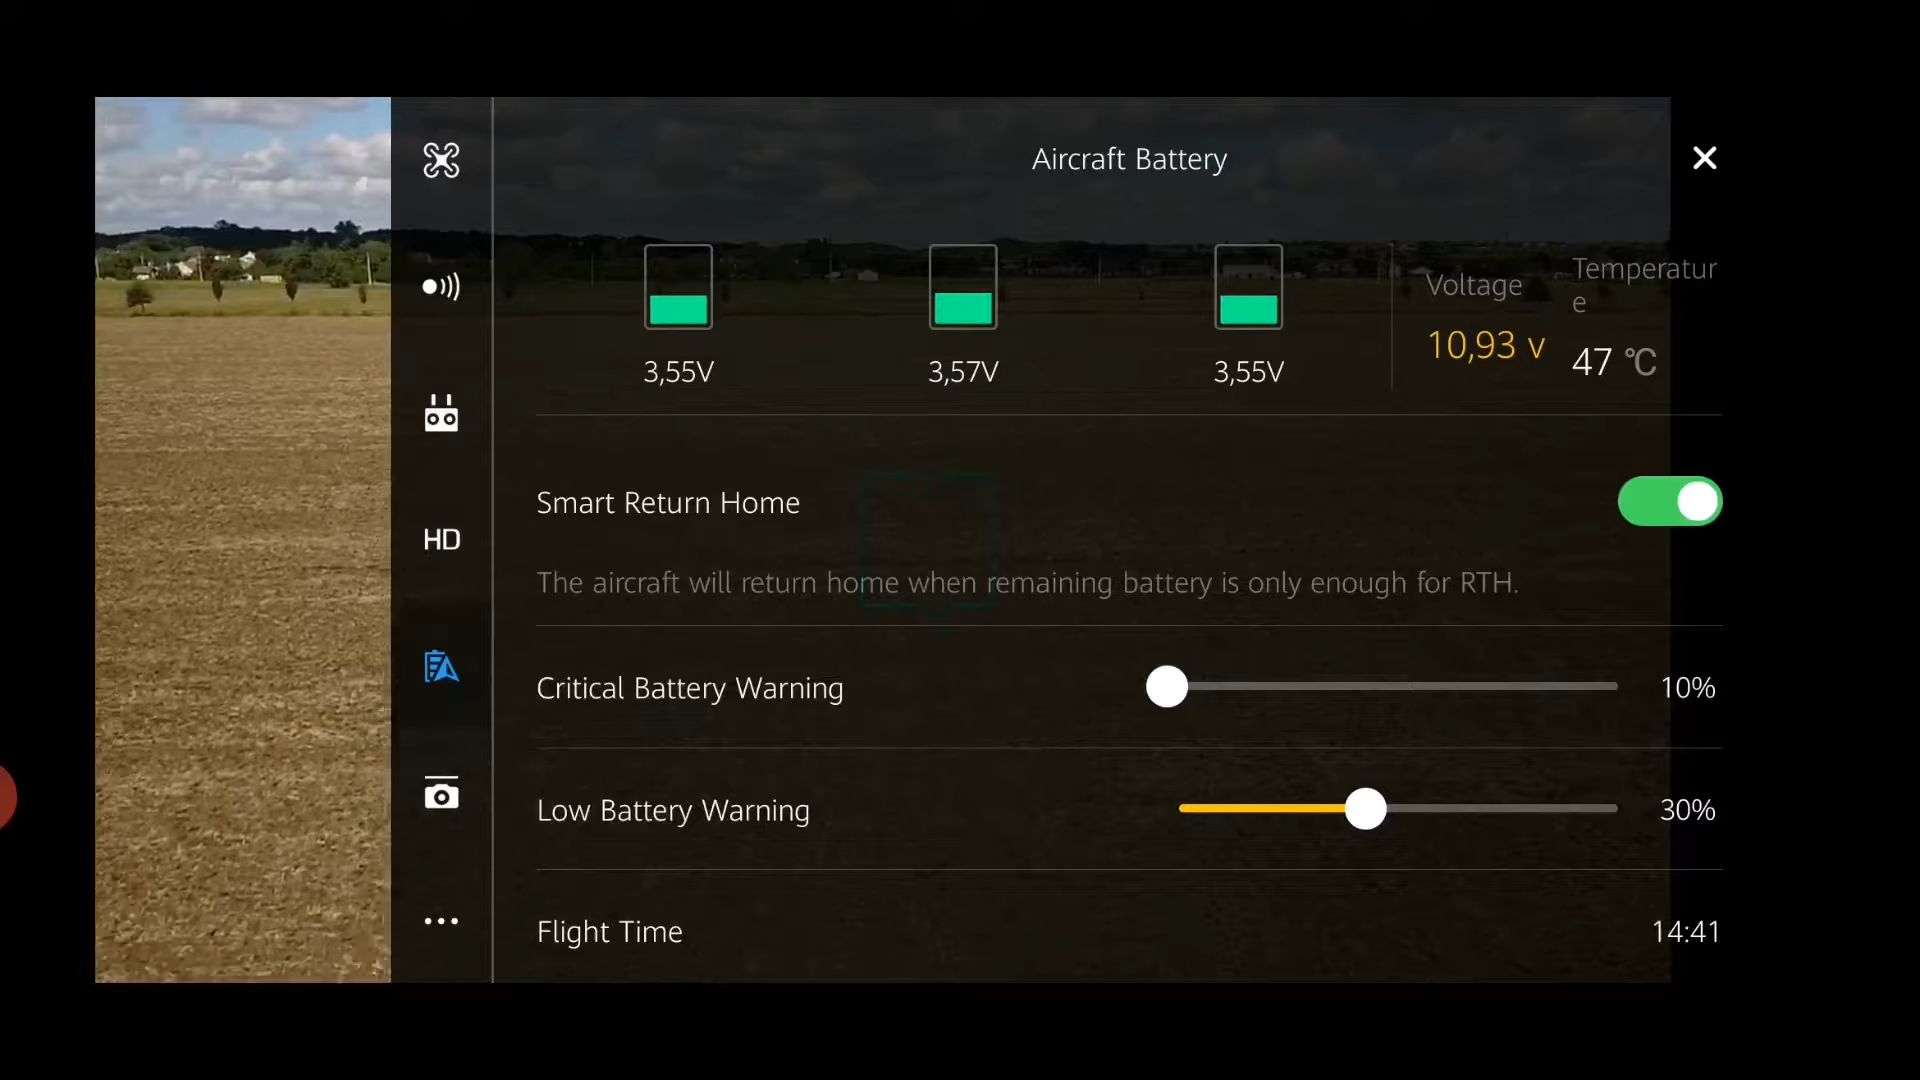 Aircraft Battery
Voltage
Temperatur
e
10,93 v
47 ℃
3,55V
3,57V
3,55V
Smart Return Home
The aircraft will return home when remaining battery is only enough for RTH.
HD
Critical Battery Warning
10%
Low Battery Warning
30%
Flight Time
14:41